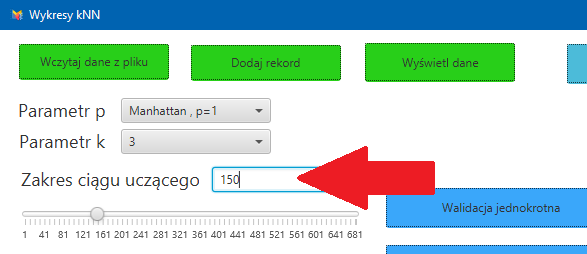 Wykresy kNN
Wczytaj dane z pliku
Dodaj rekord
Wyświetl dane
Parametr p
Manhattan , p=1
Parametr k
3
Zakres ciągu uczącego
150
Walidacja jednokrotna
1 41 81 121 161 201 241 281 321 361 401 441 481 521 561 601 641 681